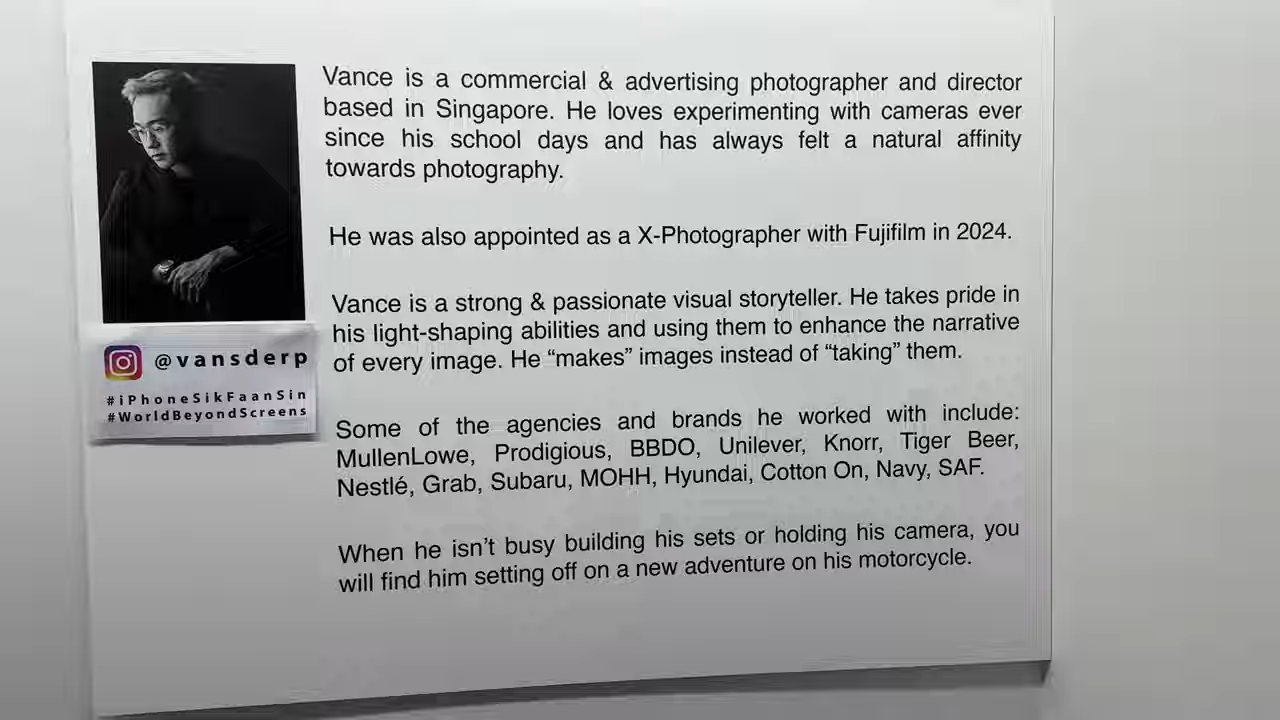 Vance is a commercial & advertising photographer and director
based in Singapore. He loves experimenting with cameras ever
since his school days and has always felt a natural affinity
towards photography.
He was also appointed as a X-Photographer with Fujifilm in 2024.
Vance is a strong & passionate visual storyteller. He takes pride in
his light-shaping abilities and using them to enhance the narrative
of every image. He “makes” images instead of “taking” them.
Some of the agencies and brands he worked with include:
MullenLowe, Prodigious, BBDO, Unilever, Knorr, Tiger Beer,
Nestlé, Grab, Subaru, MOHH, Hyundai, Cotton On, Navy, SAF.
When he isn’t busy building his sets or holding his camera, you
will find him setting off on a new adventure on his motorcycle.
@vansderp
#iPhoneSikFaanSin
#WorldBeyondScreens